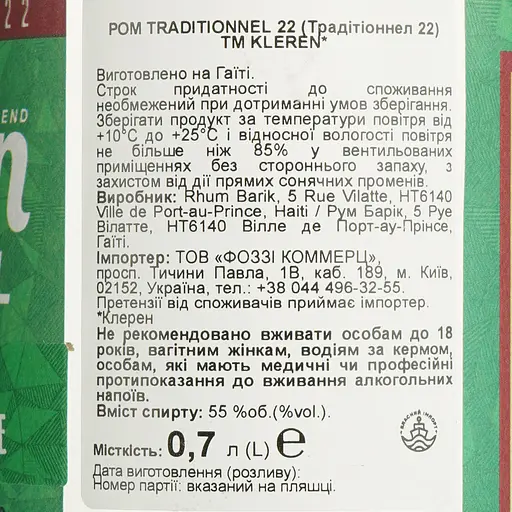 22
END
n
L
E
РОМ TRADITIONNEL 22 (Традітіоннел 22)
TM KLEREN*
Виготовлено на Гаїті.
Строк придатності до споживання
необмежений при дотриманні умов зберігання.
Зберігати продукт за температури повітря від
+10°C до +25°C і відносної вологості повітря
не більше ніж 85% у вентильованих
приміщеннях без стороннього запаху, з
захистом від дії прямих сонячних променів.
Виробник: Rhum Barik, 5 Rue Vilatte, HT6140
Ville de Port-au-Prince, Haiti / Рум Барік, 5 Руе
Вілатте, HT6140 Вілле де Порт-ау-Прінсе,
Гаїті.
Імпортер: ТОВ «ФОЗЗІ КОММЕРЦ»,
просп. Тичини Павла, 1В, каб. 189, м. Київ,
02152, Україна, тел.: +38 044 496-32-55.
Претензії від споживачів приймає імпортер.
*Клерен
Не рекомендовано вживати особам до 18
років, вагітним жінкам, водіям за кермом,
особам, які мають медичні чи професійні
протипоказання до вживання алкогольних
напоїв.
Вміст спирту: 55 %об.(%vol.).
Місткість: 0,7 л (L) e
ВЛАСНИЙ ІМПОРТ
Дата виготовлення (розливу):
Номер партії: вказаний на пляшці.